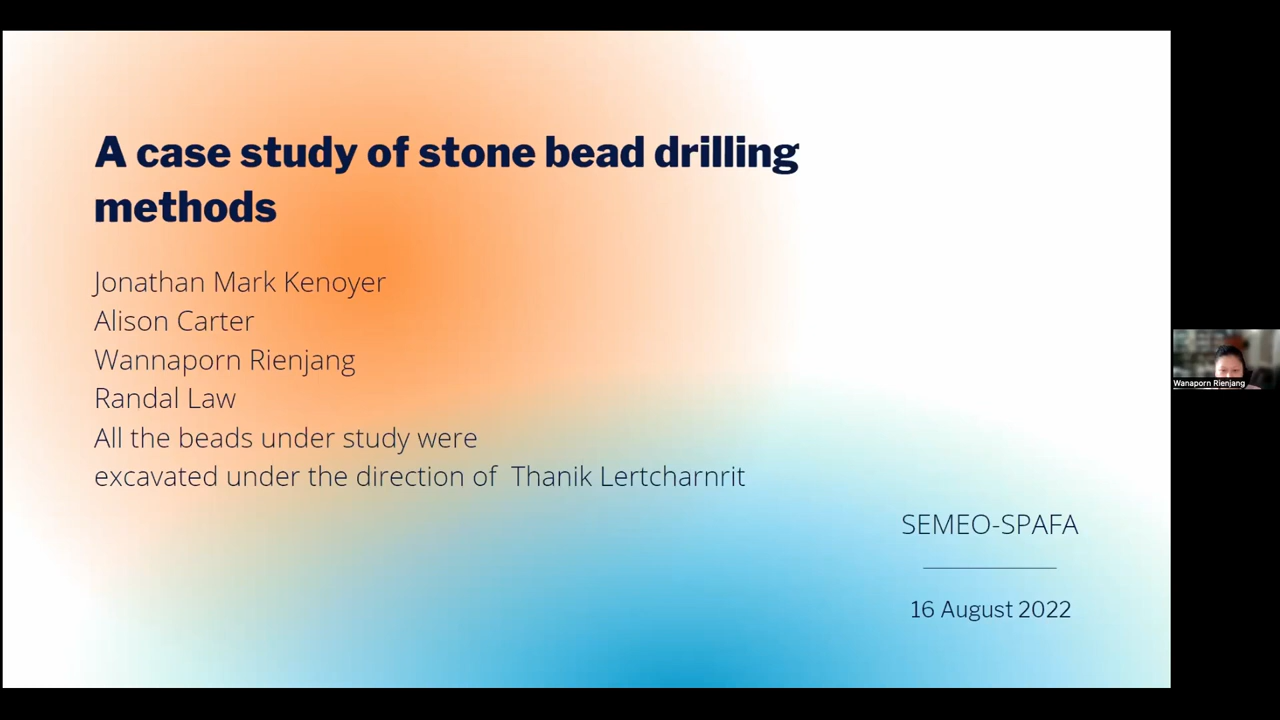 A case study of stone bead drilling
methods
Jonathan Mark Kenoyer
Alison Carter
Wannaporn Rienjang
Randal Law
All the beads under study were
excavated under the direction of Thanik Lertcharnrit
SEMEO-SPAFA
16 August 2022
Wanaporn Rienjang